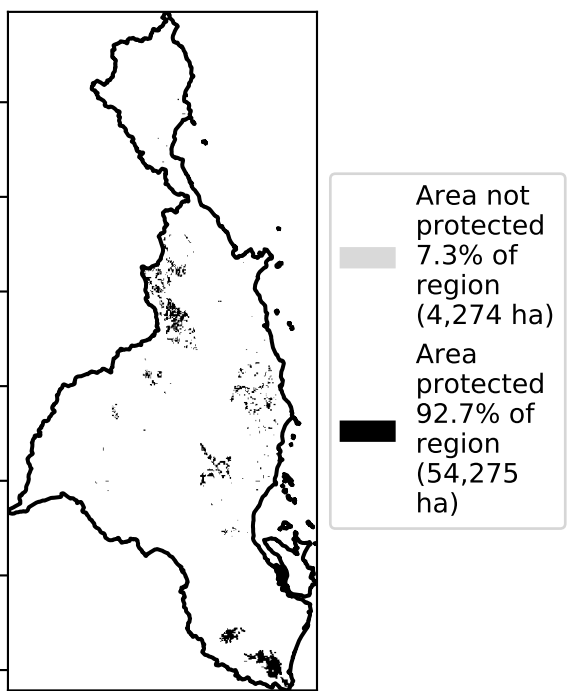 Area not
protected
7.3% of
region
(4,274 ha)
Area
protected
92.7% of
region
(54,275
ha)